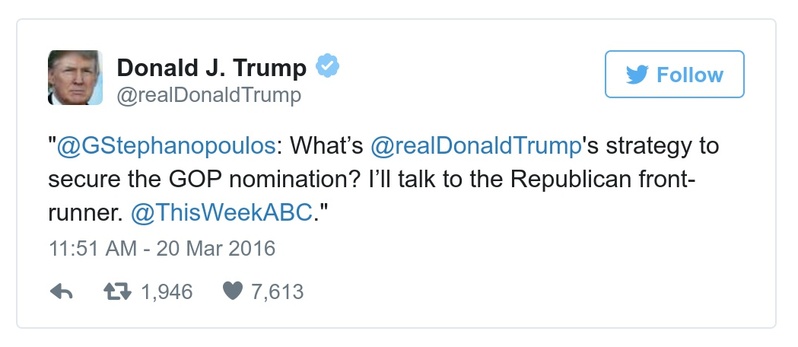 Donald J. Trump
@realDonaldTrump
Follow
"@GStephanopoulos: What’s @realDonaldTrump's strategy to
secure the GOP nomination? I’ll talk to the Republican front-
runner. @ThisWeekABC."
11:51 AM - 20 Mar 2016
1,946 7,613